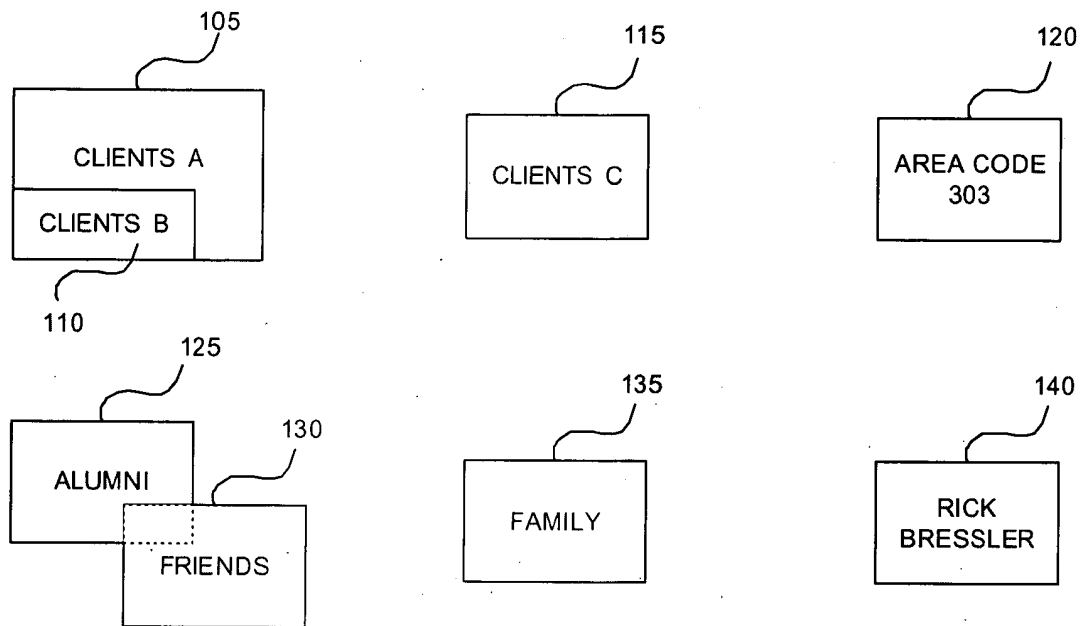 105
115
120
CLIENTS A
CLIENTS B
CLIENTS C
AREA CODE
303
110
125
130
135
140
ALUMNI
FRIENDS
FAMILY
RICK
BRESSLER